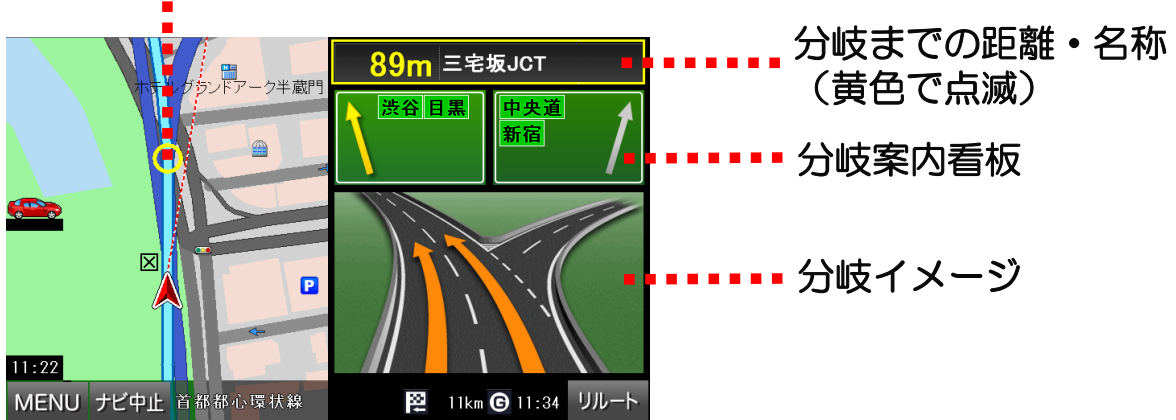 ホテルグランドアーク半蔵門
P
11:22
MENU ナビ中止 首都都心環状線
89m 三宅坂JCT
渋谷 目黒
中央道
新宿
11km G 11:34 リルート
分岐までの距離・名称
（黄色で点滅）
分岐案内看板
分岐イメージ